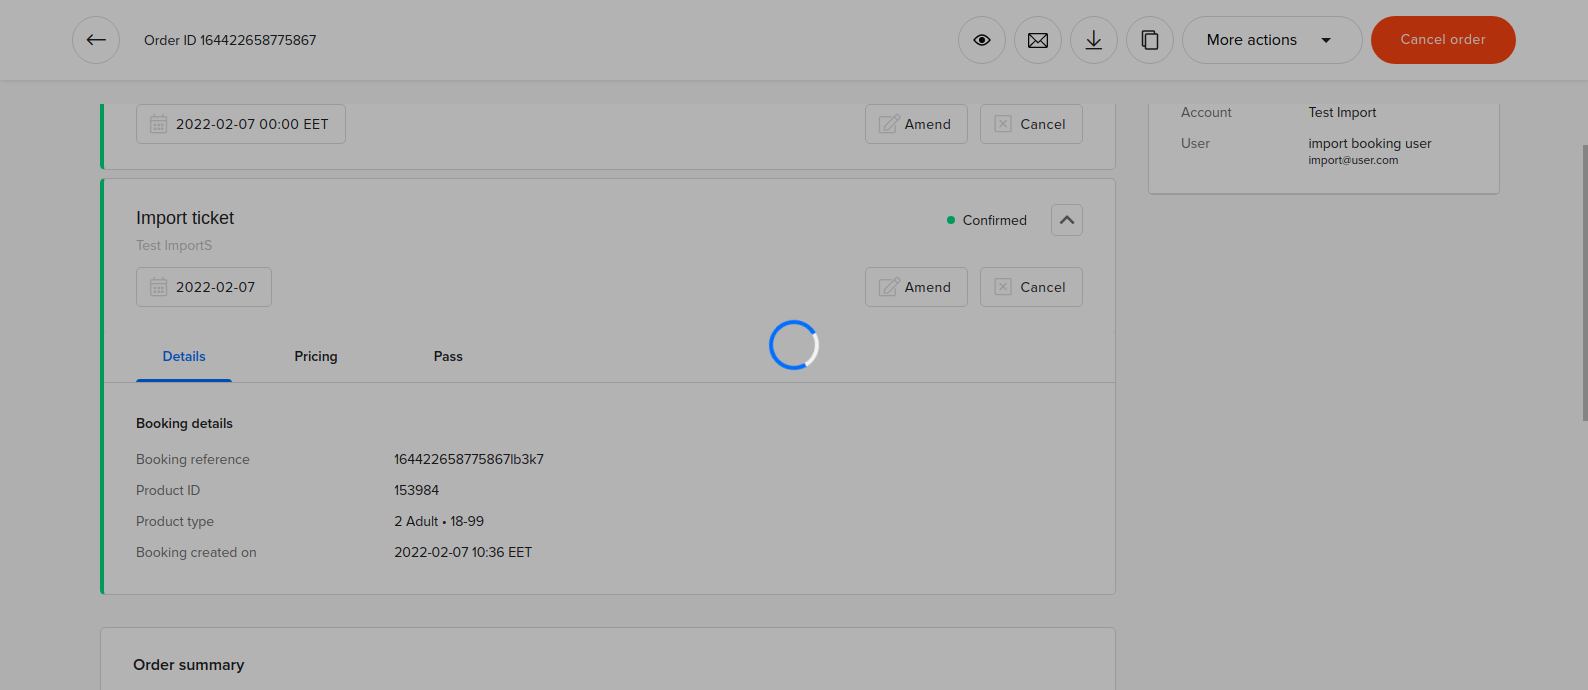 Order ID 164422658775867
More actions
Cancel order
2022-02-07 00:00 EET
Amend
Cancel
Account
Test Import
User
import booking user
import@user.com
Import ticket
Confirmed
Test ImportS
2022-02-07
Amend
Cancel
Details
Pricing
Pass
Booking details
Booking reference
164422658775867lb3k7
Product ID
153984
Product type
2 Adult • 18-99
Booking created on
2022-02-07 10:36 EET
Order summary